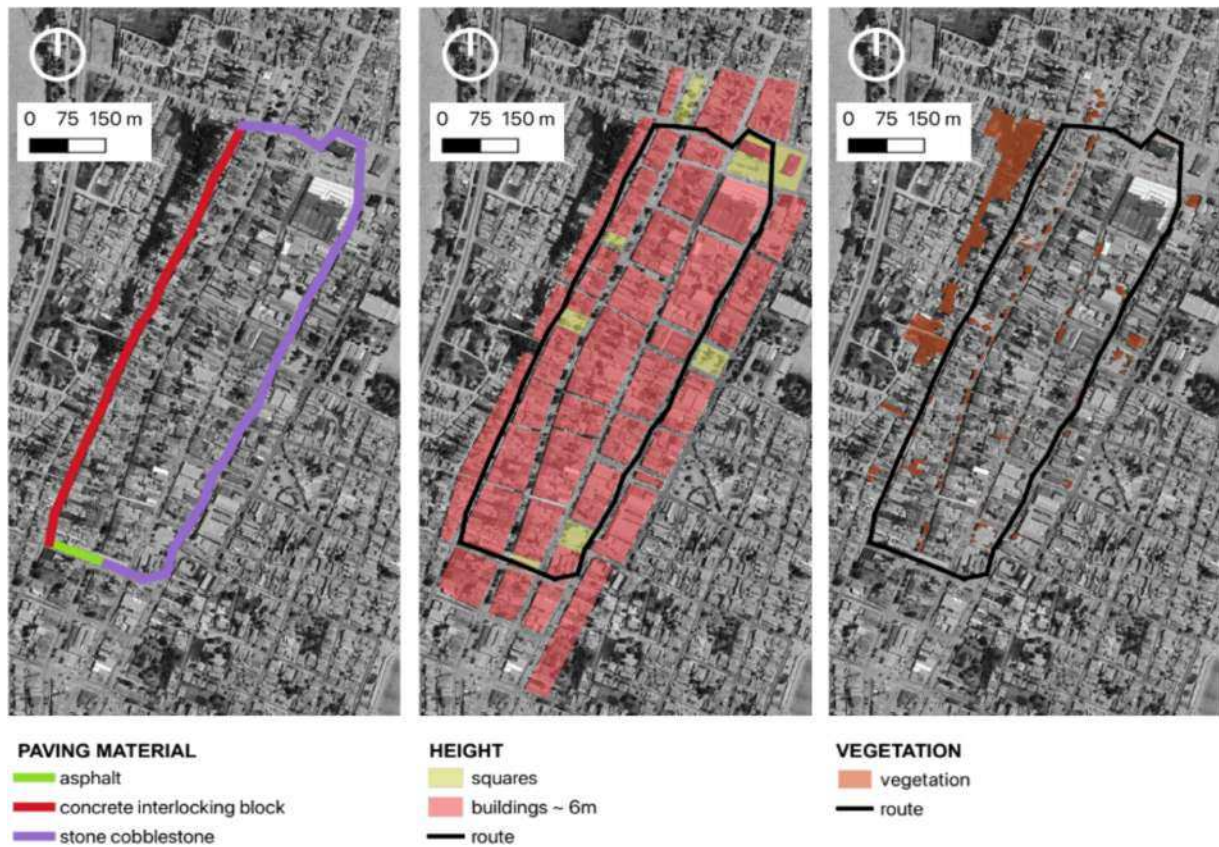 0 75 150 m
0 75 150 m
0 75 150 m
PAVING MATERIAL
asphalt
concrete interlocking block
stone cobblestone
HEIGHT
squares
buildings ~ 6m
route
VEGETATION
vegetation
route